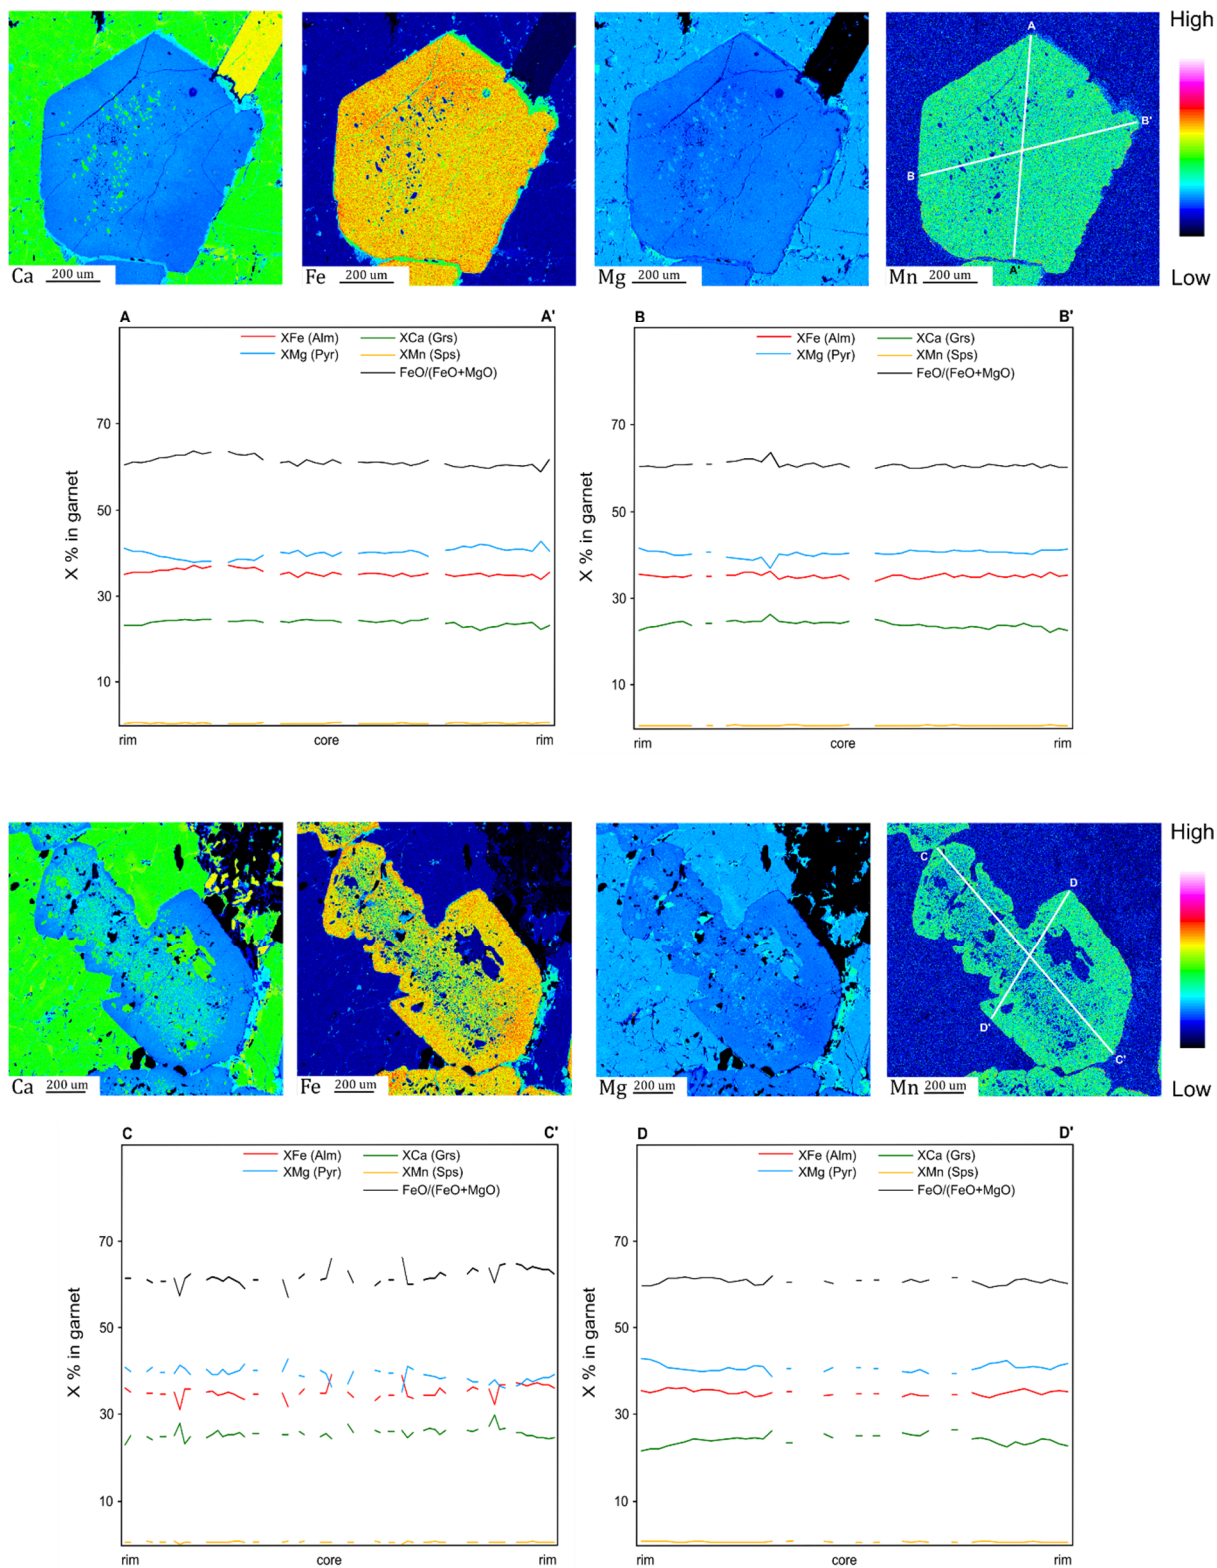 High
A
B'
B
A'
Ca 200 um
Fe 200 um
Mg 200 um
Mn 200 um
Low
A A'
XFe (Alm) XCa (Grs)
XMg (Pyr) XMn (Sps)
FeO/(FeO+MgO)
70
50
30
10
X % in garnet
rim core rim
B B'
XFe (Alm) XCa (Grs)
XMg (Pyr) XMn (Sps)
FeO/(FeO+MgO)
70
50
30
10
X % in garnet
rim core rim
High
C
D
D'
C'
Ca 200 um
Fe 200 um
Mg 200 um
Mn 200 um
Low
C C'
XFe (Alm) XCa (Grs)
XMg (Pyr) XMn (Sps)
FeO/(FeO+MgO)
70
50
30
10
X % in garnet
rim core rim
D D'
XFe (Alm) XCa (Grs)
XMg (Pyr) XMn (Sps)
FeO/(FeO+MgO)
70
50
30
10
X % in garnet
rim core rim